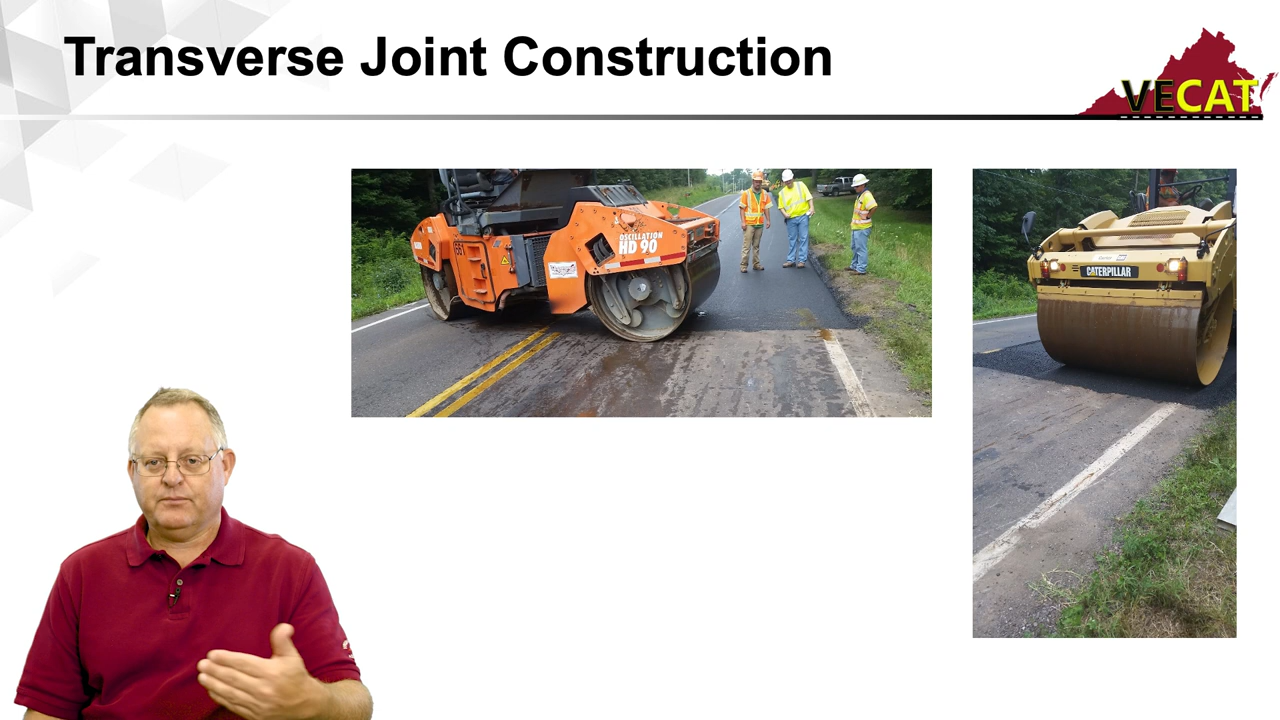 Transverse Joint Construction
VECAT
OSCILLATION
HD 90
CATERPILLAR